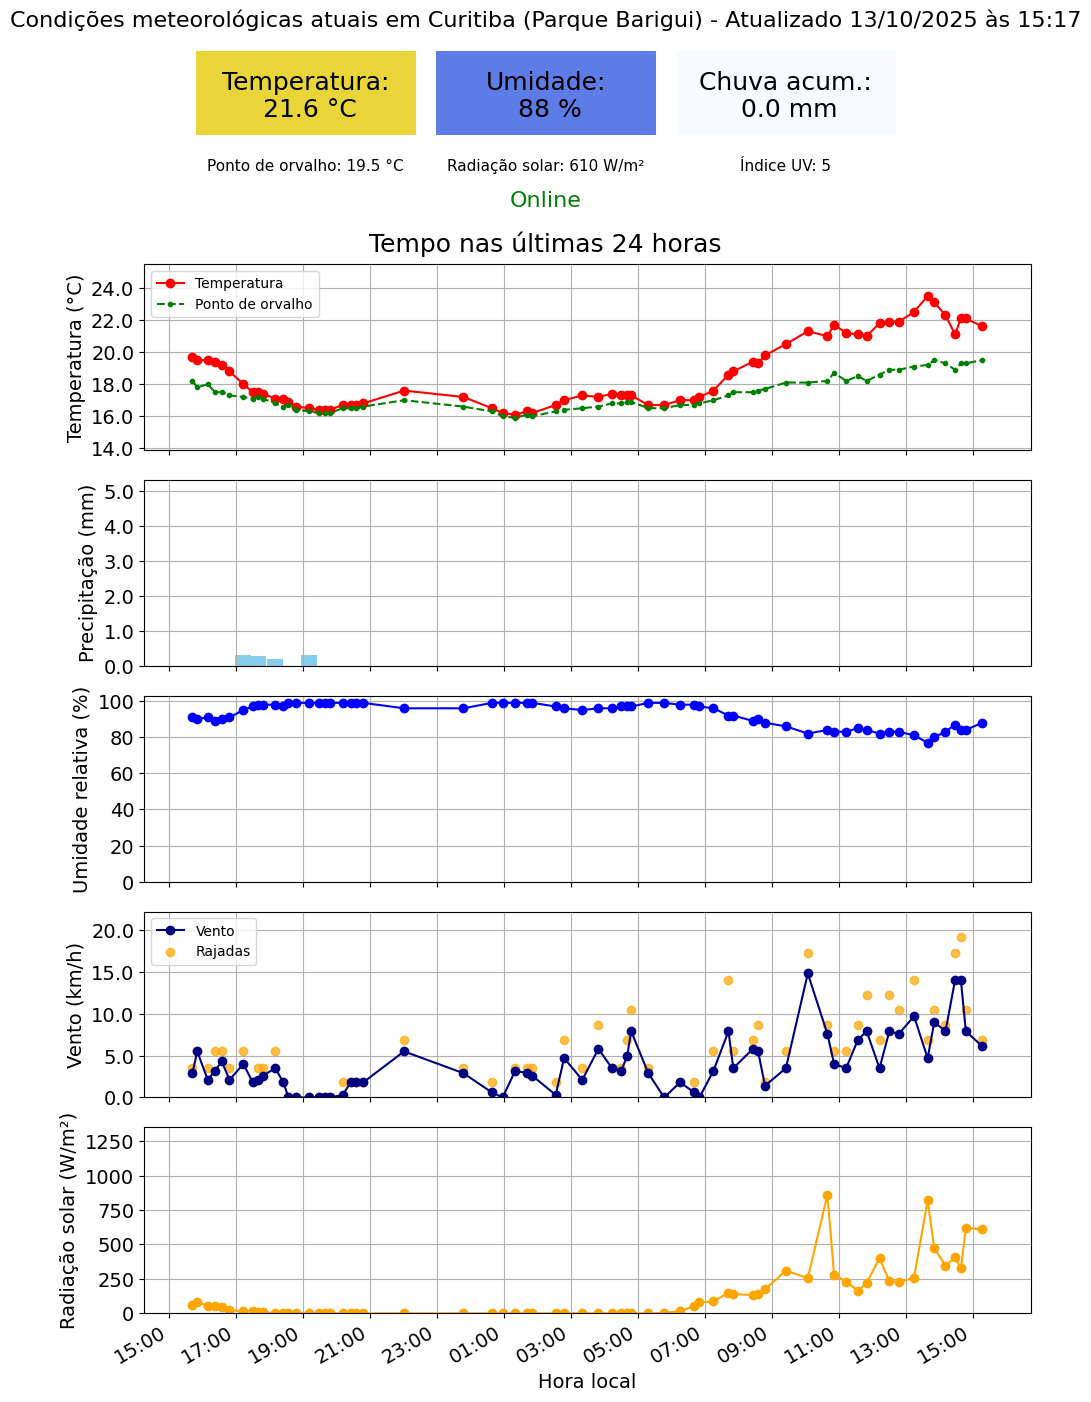 Condições meteorológicas atuais em Curitiba (Parque Barigui) - Atualizado 13/10/2025 às 15:17
Temperatura:
21.6 °C
Umidade:
88 %
Chuva acum.:
0.0 mm
Ponto de orvalho: 19.5 °C
Radiação solar: 610 W/m²
Índice UV: 5
Online
Tempo nas últimas 24 horas
Temperatura (°C)
24.0
22.0
20.0
18.0
16.0
14.0
Temperatura
Ponto de orvalho
Precipitação (mm)
5.0
4.0
3.0
2.0
1.0
0.0
Umidade relativa (%)
100
80
60
40
20
0
Vento (km/h)
20.0
15.0
10.0
5.0
0.0
Vento
Rajadas
Radiação solar (W/m²)
1250
1000
750
500
250
0
15:00
17:00
19:00
21:00
23:00
01:00
03:00
05:00
07:00
09:00
11:00
13:00
15:00
Hora local